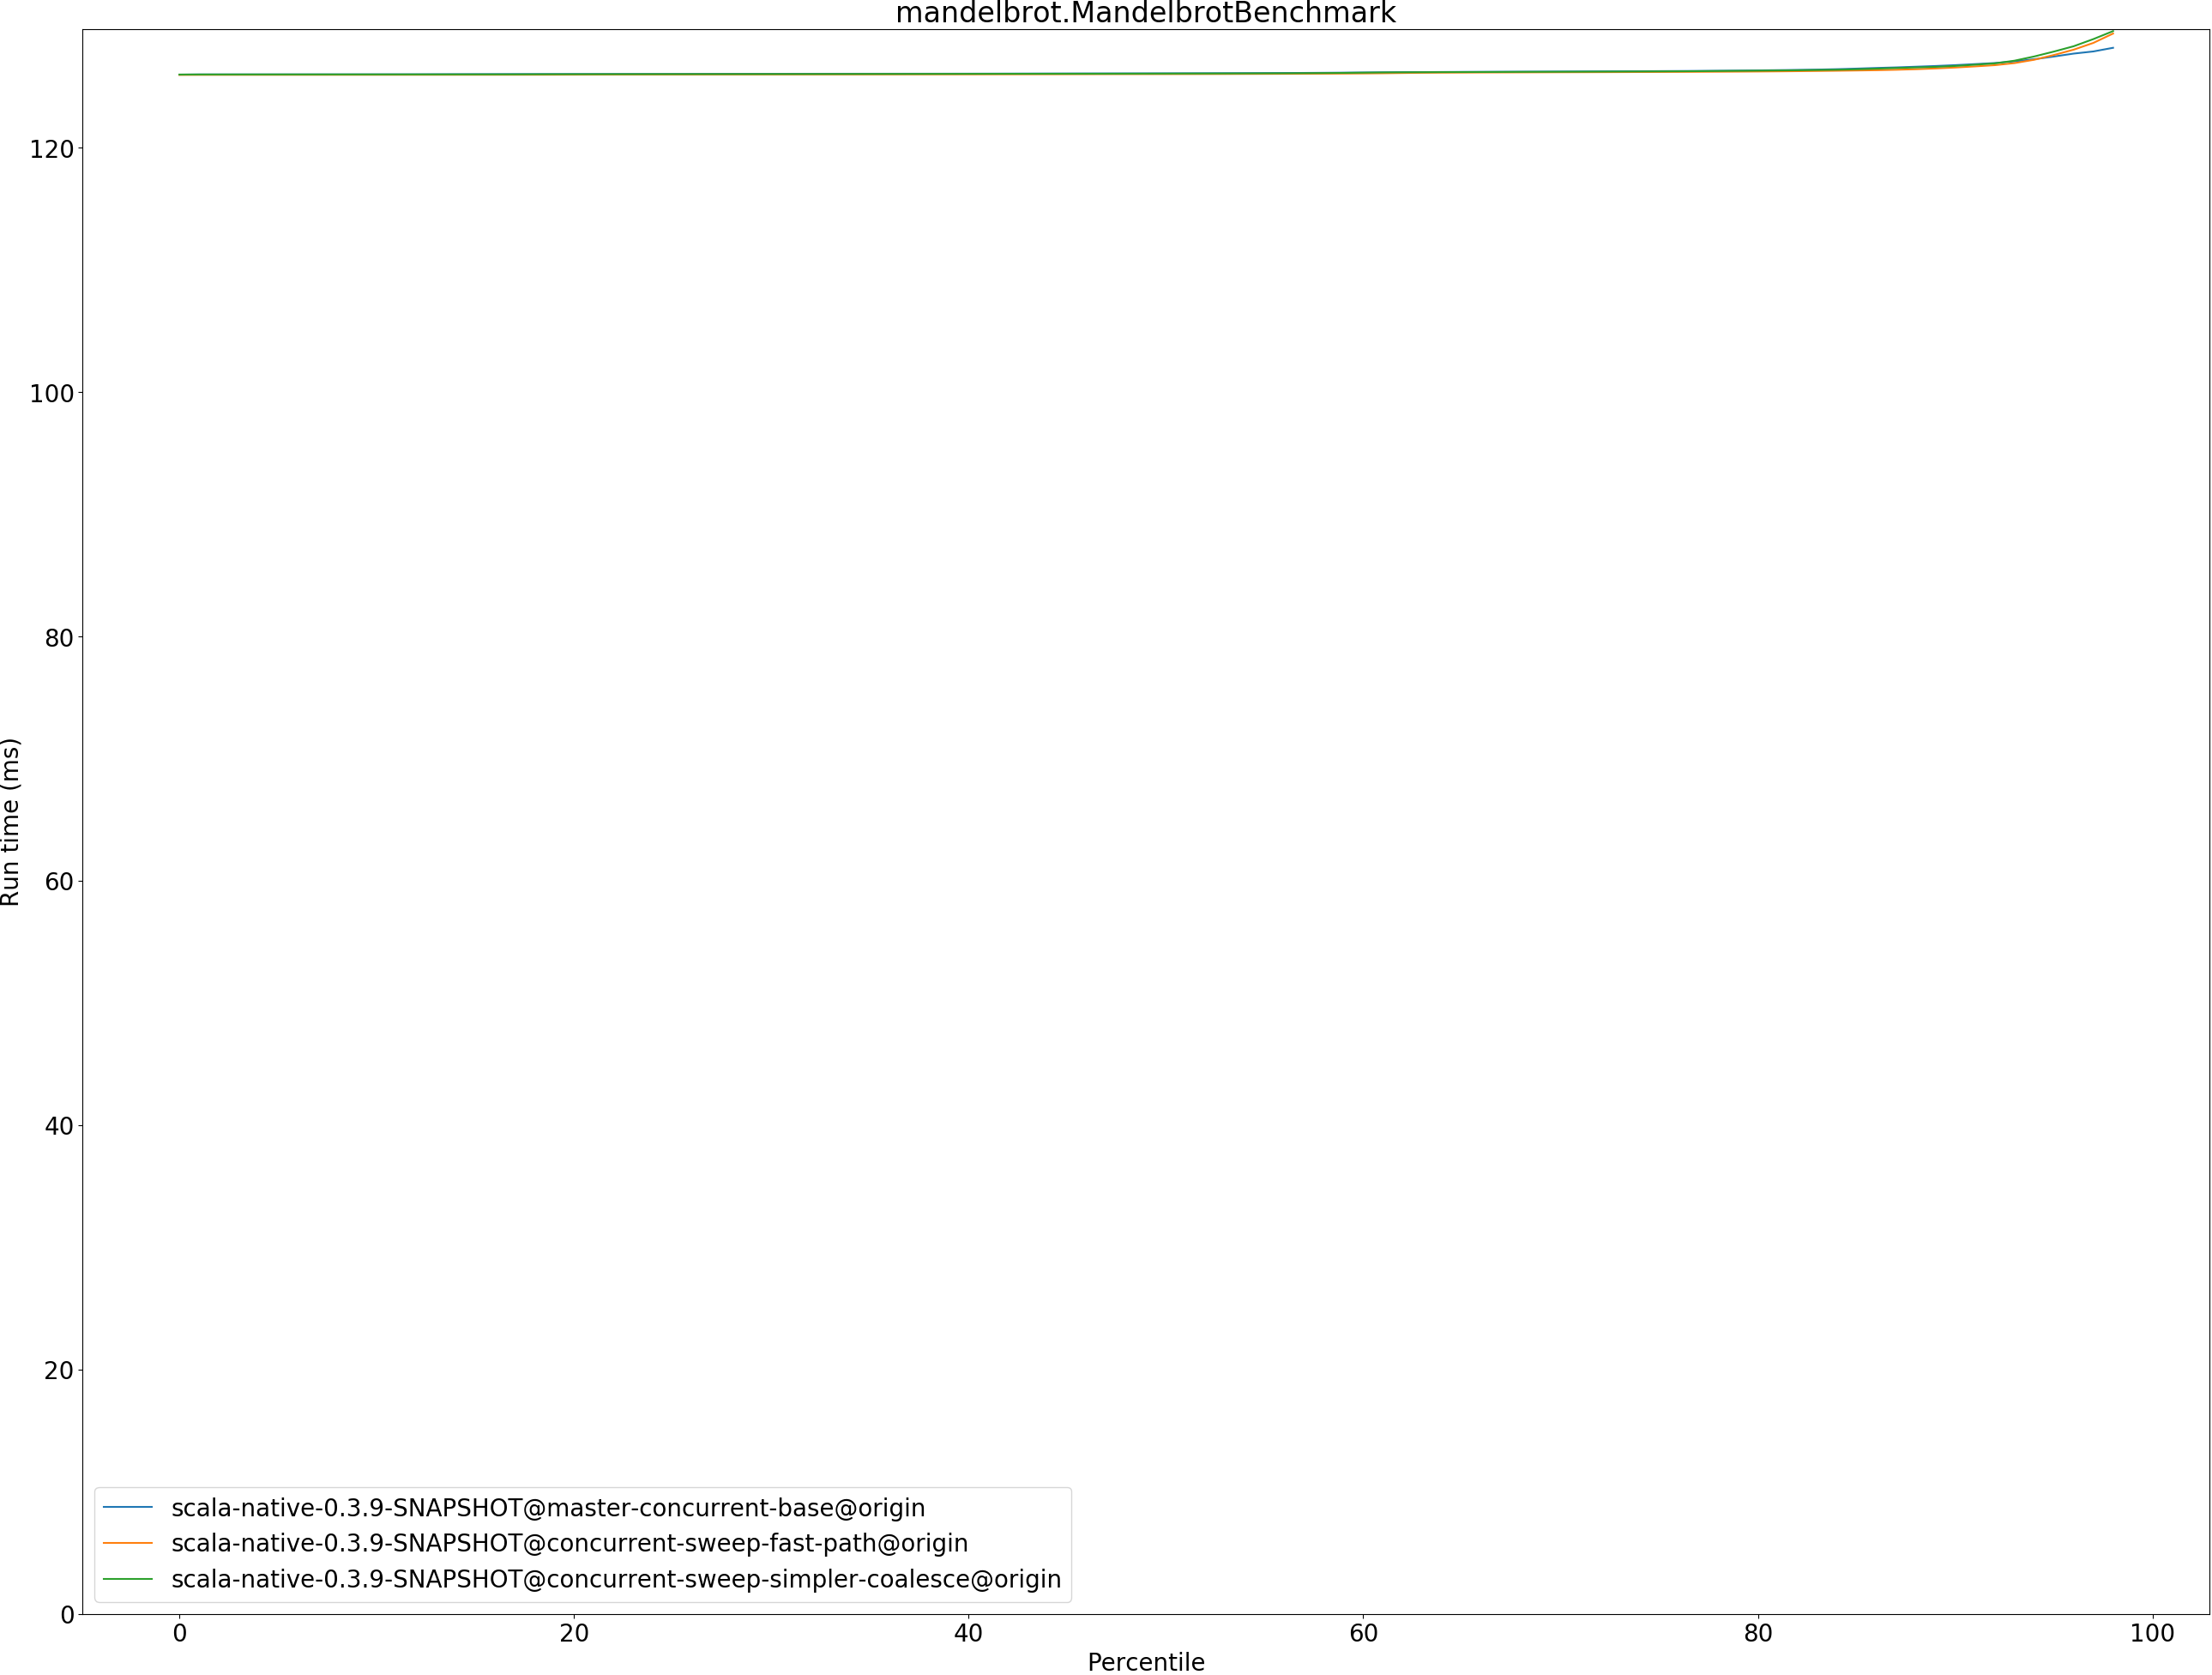 mandelbrot.MandelbrotBenchmark
120
100
80
60
40
20
0
Run time (ms)
scala-native-0.3.9-SNAPSHOT@master-concurrent-base@origin
scala-native-0.3.9-SNAPSHOT@concurrent-sweep-fast-path@origin
scala-native-0.3.9-SNAPSHOT@concurrent-sweep-simpler-coalesce@origin
0 20 40 60 80 100
Percentile